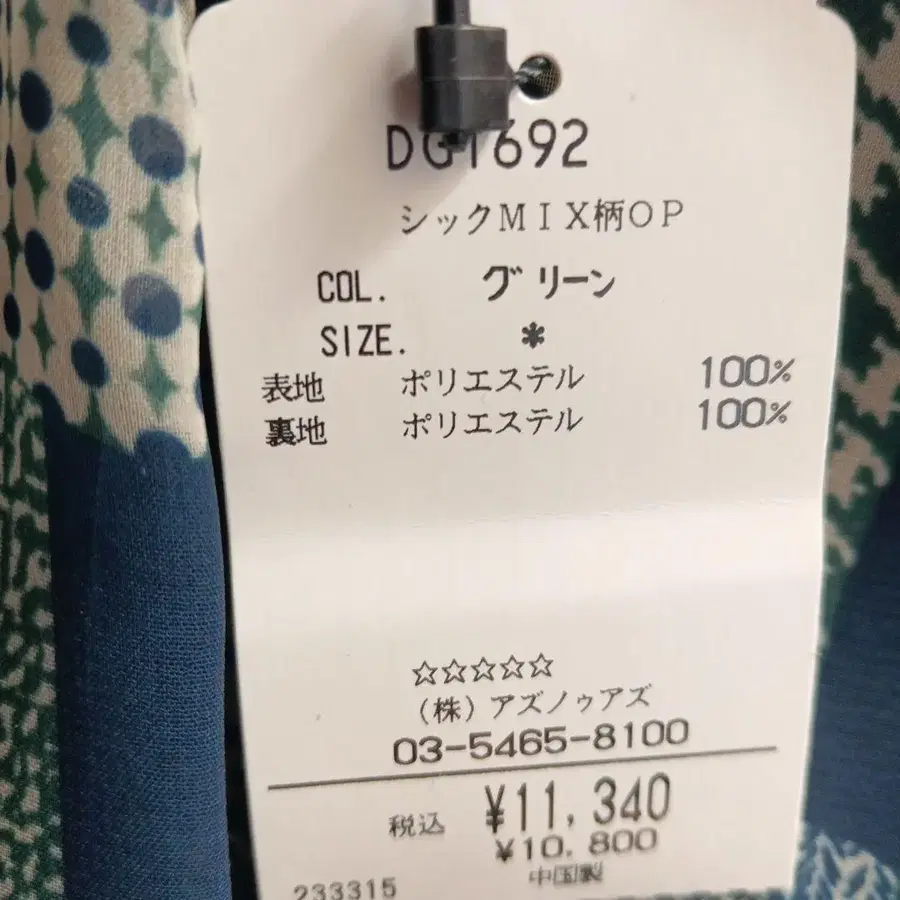 DG1692
シックMIX柄OP
COL. グリーン
SIZE. *
表地 ポリエステル 100%
裏地 ポリエステル 100%
☆☆☆☆☆
(株)アズノゥアズ
03-5465-8100
税込 ¥11,340
¥10,800
中国製
233315